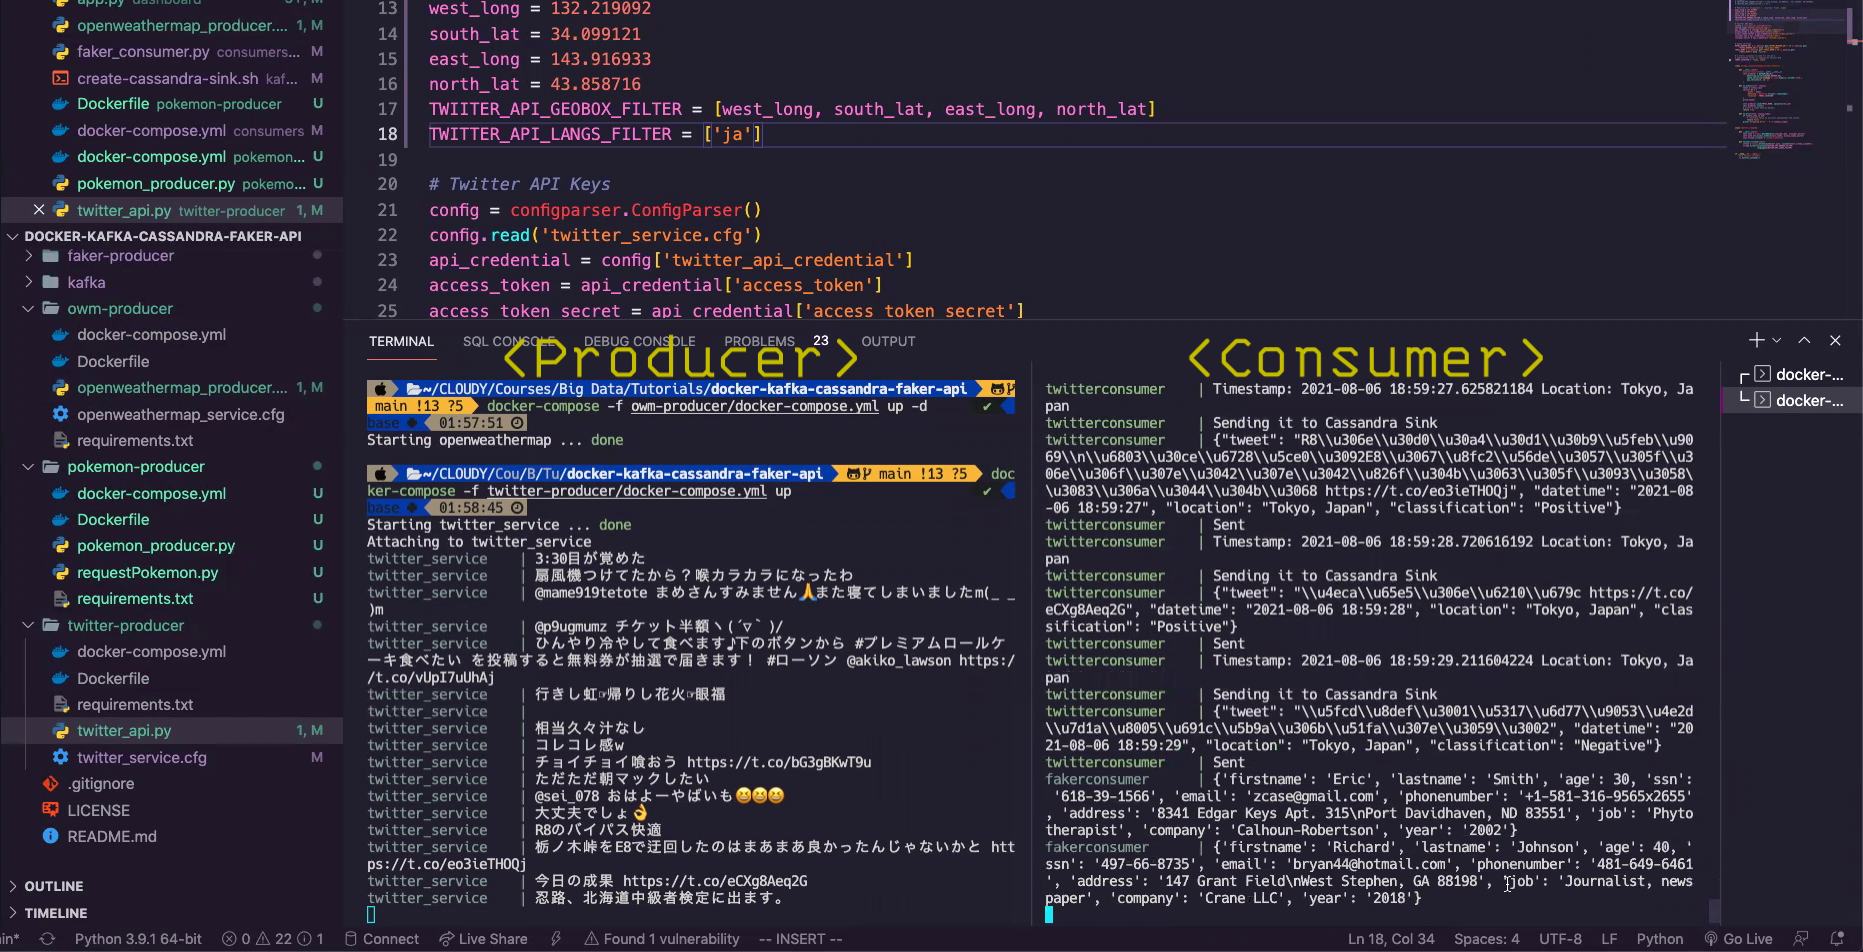 app.py dashboard
openweathermap_producer.... 1, M
faker_consumer.py consumers... M
create-cassandra-sink.sh kaf... M
Dockerfile pokemon-producer U
docker-compose.yml consumers M
docker-compose.yml pokemon... U
pokemon_producer.py pokemo... U
twitter_api.py twitter-producer 1, M
DOCKER-KAFKA-CASSANDRA-FAKER-API
faker-producer
kafka
owm-producer
docker-compose.yml
Dockerfile
openweathermap_producer... 1, M
openweathermap_service.cfg
requirements.txt
pokemon-producer
docker-compose.yml U
Dockerfile U
pokemon_producer.py U
requestPokemon.py U
requirements.txt U
twitter-producer
docker-compose.yml
Dockerfile
requirements.txt
twitter_api.py 1, M
twitter_service.cfg M
.gitignore
LICENSE
README.md
OUTLINE
TIMELINE
13 west_long = 132.219092
14 south_lat = 34.099121
15 east_long = 143.916933
16 north_lat = 43.858716
17 TWIITER_API_GEOBOX_FILTER = [west_long, south_lat, east_long, north_lat]
18 TWITTER_API_LANGS_FILTER = ['ja']
19
20 # Twitter API Keys
21 config = configparser.ConfigParser()
22 config.read('twitter_service.cfg')
23 api_credential = config['twitter_api_credential']
24 access_token = api_credential['access_token']
25 access_token_secret = api_credential['access_token_secret']
TERMINAL SQL CONSOLE DEBUG CONSOLE PROBLEMS 23 OUTPUT
<Producer>
~/CLOUDY/Courses/Big Data/Tutorials/docker-kafka-cassandra-faker-api
main !13 ?5 docker-compose -f owm-producer/docker-compose.yml up -d ✔
base 01:57:51
Starting openweathermap ... done
~/CLOUDY/Cou/B/Tu/docker-kafka-cassandra-faker-api main !13 ?5 doc
ker-compose -f twitter-producer/docker-compose.yml up ✔
base 01:58:45
Starting twitter_service ... done
Attaching to twitter_service
twitter_service | 3:30目が覚めた
twitter_service | 扇風機つけてたから？喉カラカラになったわ
twitter_service | @mame919tetote まめさんすみません🙏また寝てしまいましたm(_ _
)m
twitter_service | @p9ugmumz チケット半額ヽ(´▽｀)/
twitter_service | ひんやり冷やして食べます♪下のボタンから #プレミアムロールケ
ーキ食べたい を投稿すると無料券が抽選で届きます！ #ローソン @akiko_lawson https:/
/t.co/vUpI7uUhAj
twitter_service | 行きし虹☞帰りし花火☞眼福
twitter_service |
twitter_service | 相当久々汁なし
twitter_service | コレコレ感w
twitter_service | チョイチョイ喰おう https://t.co/bG3gBKwT9u
twitter_service | ただただ朝マックしたい
twitter_service | @sei_078 おはよーやばいも😆😆😆
twitter_service | 大丈夫でしょ👌
twitter_service | R8のバイパス快適
twitter_service | 栃ノ木峠をE8で迂回したのはまあまあ良かったんじゃないかと htt
ps://t.co/eo3ieTHOQj
twitter_service | 今日の成果 https://t.co/eCXg8Aeq2G
twitter_service | 忍路、北海道中級者検定に出ます。
<Consumer>
twitterconsumer | Timestamp: 2021-08-06 18:59:27.625821184 Location: Tokyo, Ja
pan
twitterconsumer | Sending it to Cassandra Sink
twitterconsumer | {"tweet": "R8\\u306e\\u30d0\\u30a4\\u30d1\\u30b9\\u5feb\\u90
69\\n\\u6803\\u30ce\\u6728\\u5ce0\\u3092E8\\u3067\\u8fc2\\u56de\\u3057\\u305f\\u3
06e\\u306f\\u307e\\u3042\\u307e\\u3042\\u826f\\u304b\\u3063\\u305f\\u3093\\u3058\
\\u3083\\u306a\\u3044\\u304b\\u3068 https://t.co/eo3ieTHOQj", "datetime": "2021-08
-06 18:59:27", "location": "Tokyo, Japan", "classification": "Positive"}
twitterconsumer | Sent
twitterconsumer | Timestamp: 2021-08-06 18:59:28.720616192 Location: Tokyo, Ja
pan
twitterconsumer | Sending it to Cassandra Sink
twitterconsumer | {"tweet": "\\u4eca\\u65e5\\u306e\\u6210\\u679c https://t.co/
eCXg8Aeq2G", "datetime": "2021-08-06 18:59:28", "location": "Tokyo, Japan", "clas
sification": "Positive"}
twitterconsumer | Sent
twitterconsumer | Timestamp: 2021-08-06 18:59:29.211604224 Location: Tokyo, Ja
pan
twitterconsumer | Sending it to Cassandra Sink
twitterconsumer | {"tweet": "\\u5fcd\\u8def\\u3001\\u5317\\u6d77\\u9053\\u4e2d
\\u7d1a\\u8005\\u691c\\u5b9a\\u306b\\u51fa\\u307e\\u3059\\u3002", "datetime": "20
21-08-06 18:59:29", "location": "Tokyo, Japan", "classification": "Negative"}
twitterconsumer | Sent
fakerconsumer | {'firstname': 'Eric', 'lastname': 'Smith', 'age': 30, 'ssn':
'618-39-1566', 'email': 'zcase@gmail.com', 'phonenumber': '+1-581-316-9565x2655'
, 'address': '8341 Edgar Keys Apt. 315\nPort Davidhaven, ND 83551', 'job': 'Phyto
therapist', 'company': 'Calhoun-Robertson', 'year': '2002'}
fakerconsumer | {'firstname': 'Richard', 'lastname': 'Johnson', 'age': 40, '
ssn': '497-66-8735', 'email': 'bryan44@hotmail.com', 'phonenumber': '481-649-6461
', 'address': '147 Grant Field\nWest Stephen, GA 88198', 'job': 'Journalist, news
paper', 'company': 'Crane LLC', 'year': '2018'}
docker-...
docker-...
in* Python 3.9.1 64-bit 0 22 1 Connect Live Share Found 1 vulnerability -- INSERT -- Ln 18, Col 34 Spaces: 4 UTF-8 LF Python Go Live